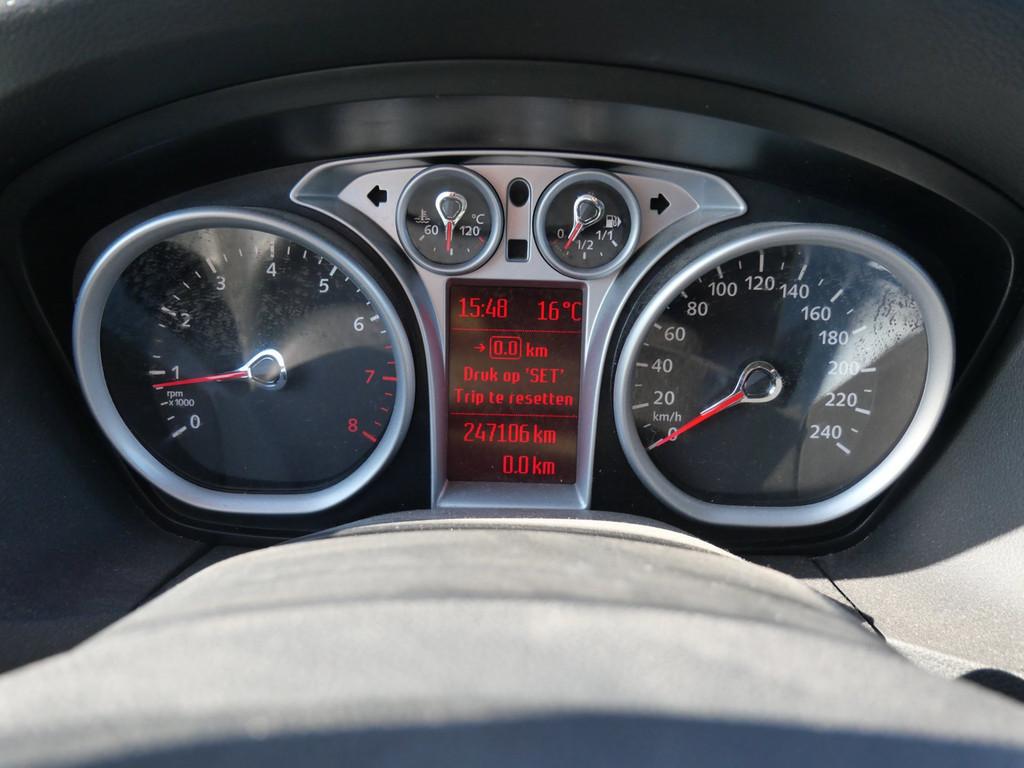 60 °C 120
0 1/2 1/1
0
1
2
3
4
5
6
7
8
rpm
x1000
15:48 16°C
→ 0.0 km
Druk op 'SET'
Trip te resetten
247106 km
0.0 km
0
20
40
60
80
100
120
140
160
180
200
220
240
km/h